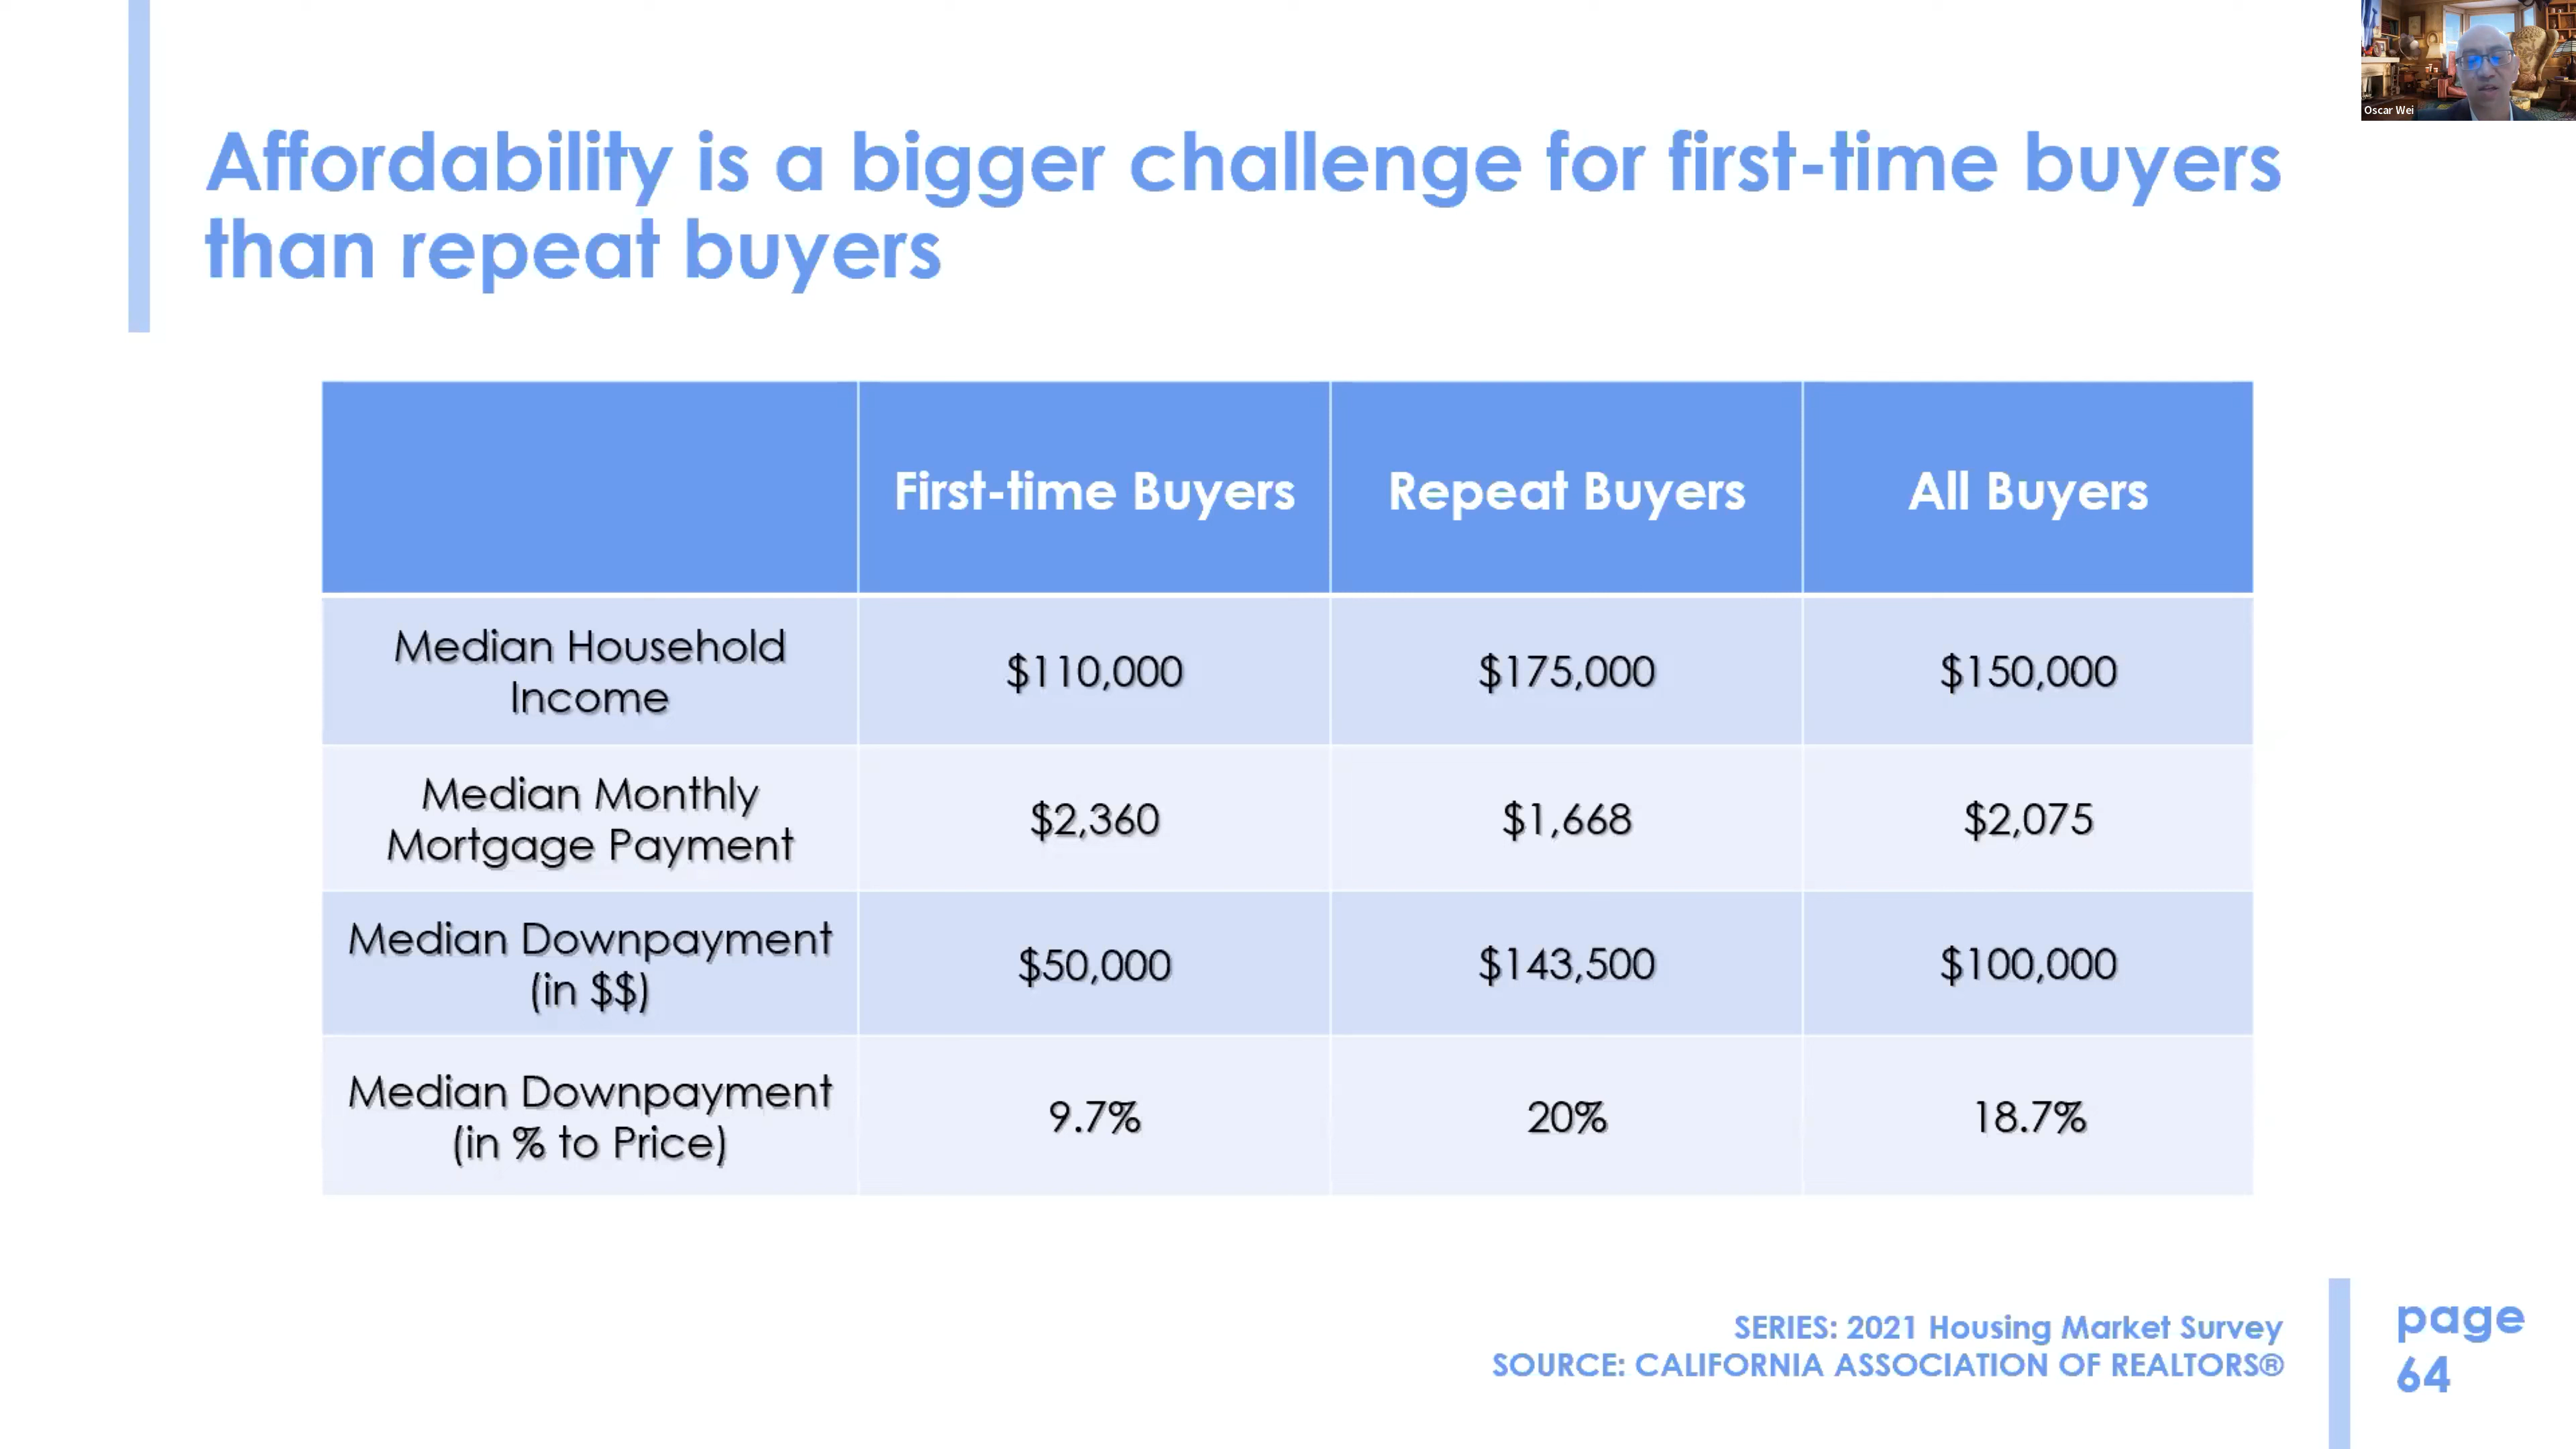 Oscar Wei
Affordability is a bigger challenge for first-time buyers
than repeat buyers
First-time Buyers
Repeat Buyers
All Buyers
Median Household
Income
$110,000
$175,000
$150,000
Median Monthly
Mortgage Payment
$2,360
$1,668
$2,075
Median Downpayment
(in $$)
$50,000
$143,500
$100,000
Median Downpayment
(in % to Price)
9.7%
20%
18.7%
SERIES: 2021 Housing Market Survey
SOURCE: CALIFORNIA ASSOCIATION OF REALTORS®
page
64